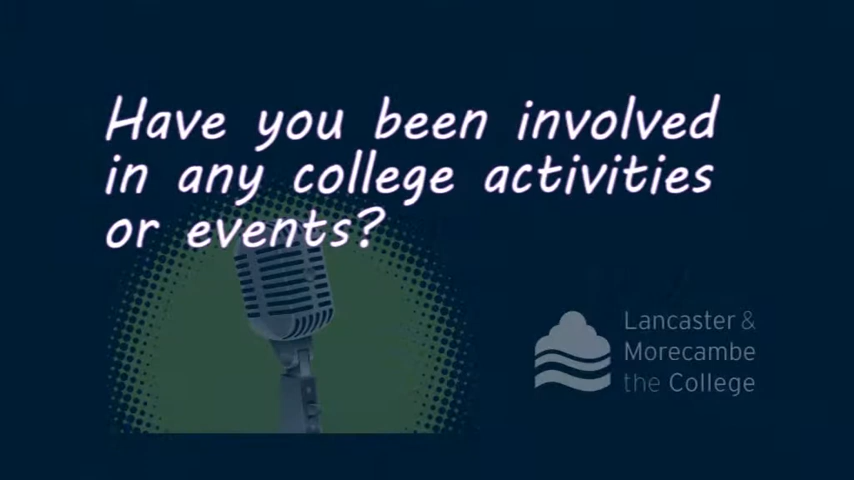 Have you been involved
in any college activities
or events?
Lancaster &
Morecambe
the College